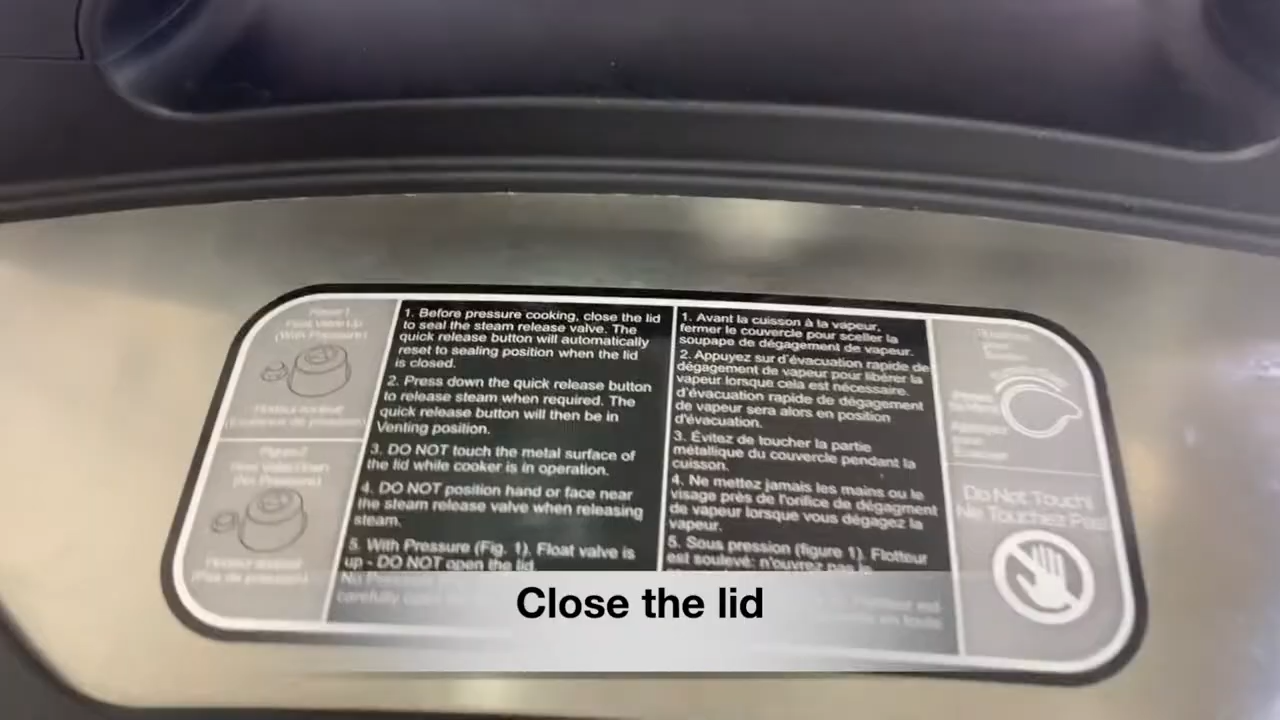 Figure 1
Float Valve Up
(With Pressure)
1. Before pressure cooking, close the lid
to seal the steam release valve. The
quick release button will automatically
reset to sealing position when the lid
is closed.
2. Press down the quick release button
to release steam when required. The
quick release button will then be in
Venting position.
3. DO NOT touch the metal surface of
the lid while cooker is in operation.
4. DO NOT position hand or face near
the steam release valve when releasing
steam.
5. With Pressure (Fig. 1). Float valve is
up - DO NOT open the lid.
1. Avant la cuisson à la vapeur,
fermer le couvercle pour sceller la
soupape de dégagement de vapeur.
2. Appuyez sur d'évacuation rapide de
dégagement de vapeur pour libérer la
vapeur lorsque cela est nécessaire.
d'évacuation rapide de dégagement
de vapeur sera alors en position
d'évacuation.
3. Évitez de toucher la partie
métallique du couvercle pendant la
cuisson.
4. Ne mettez jamais les mains ou le
visage près de l'orifice de dégagment
de vapeur lorsque vous dégagez la
vapeur.
5. Sous pression (figure 1). Flotteur
est soulevé: n'ouvrez pas le
Do Not Touch!
Ne Touchez Pas!
Close the lid